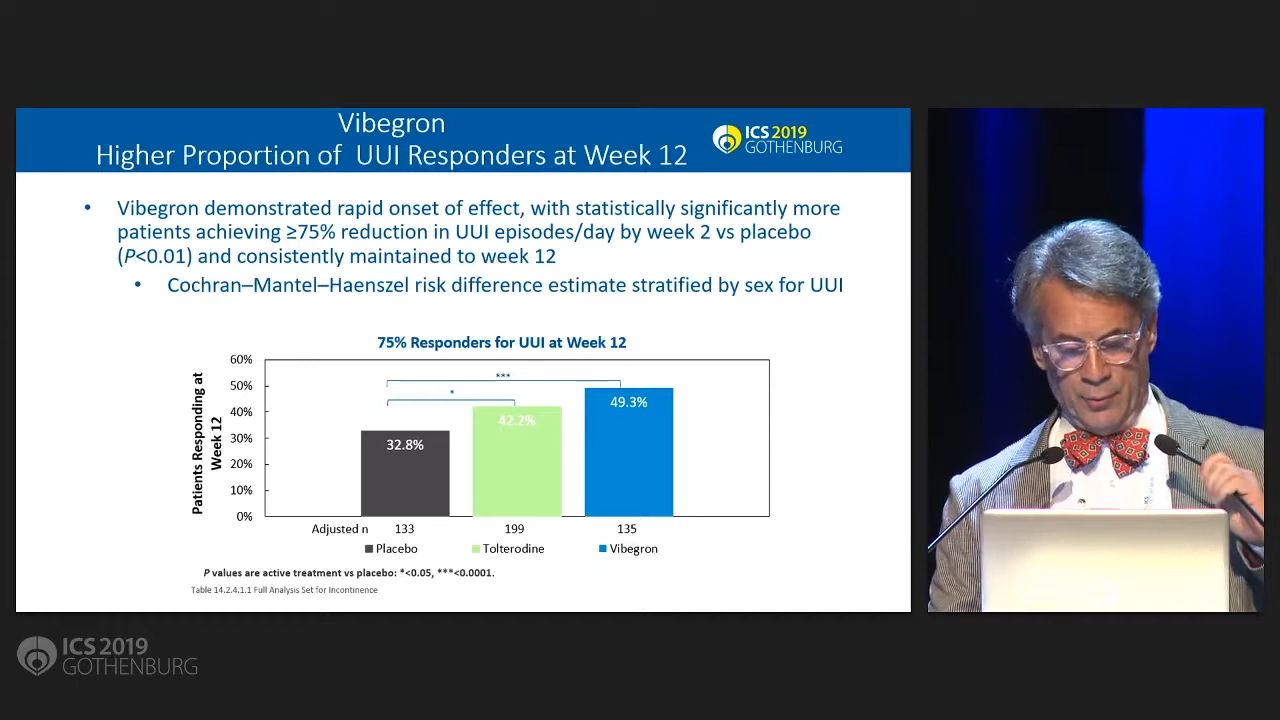 Vibegron
Higher Proportion of UUI Responders at Week 12
ICS 2019
GOTHENBURG
• Vibegron demonstrated rapid onset of effect, with statistically significantly more
patients achieving ≥75% reduction in UUI episodes/day by week 2 vs placebo
(P<0.01) and consistently maintained to week 12
• Cochran–Mantel–Haenszel risk difference estimate stratified by sex for UUI
75% Responders for UUI at Week 12
Patients Responding at
Week 12
60%
50%
40%
30%
20%
10%
0%
***
*
32.8%
42.2%
49.3%
Adjusted n 133 199 135
Placebo Tolterodine Vibegron
P values are active treatment vs placebo: *<0.05, ***<0.0001.
Table 14.2.4.1.1 Full Analysis Set for Incontinence
ICS 2019
GOTHENBURG